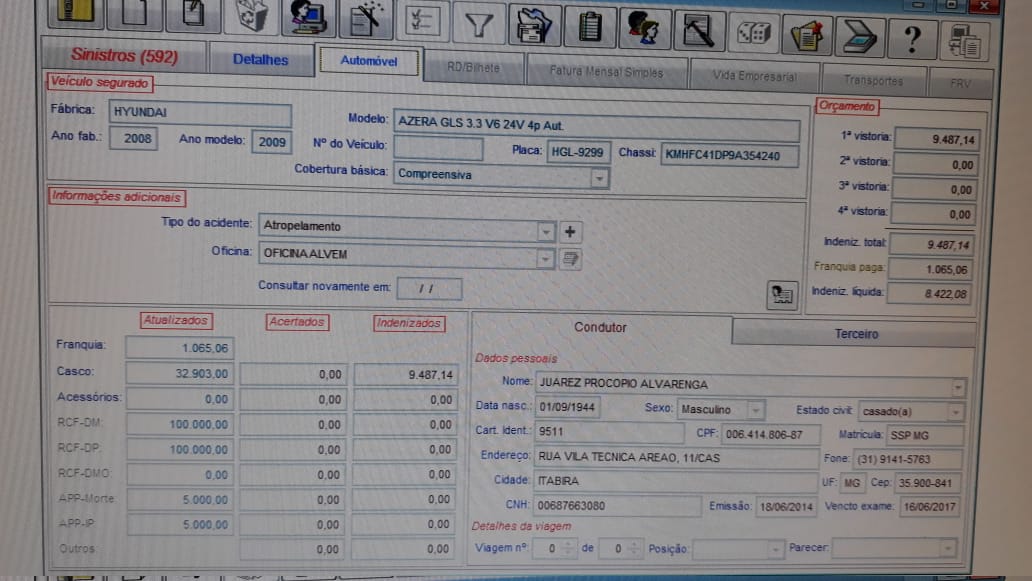 Sinistros (592)
Detalhes
Automóvel
RD/Bilhete
Fatura Mensal Simples
Vida Empresarial
Transportes
FRV
Veículo segurado
Fábrica: HYUNDAI
Modelo: AZERA GLS 3.3 V6 24V 4p Aut.
Ano fab.: 2008 Ano modelo: 2009 Nº do Veículo: Placa: HGL-9299 Chassi: KMHFC41DP9A354240
Cobertura básica: Compreensiva
Orçamento
1ª vistoria: 9.487,14
2ª vistoria: 0,00
3ª vistoria: 0,00
4ª vistoria: 0,00
Indeniz. total: 9.487,14
Franquia paga: 1.065,06
Indeniz. líquida: 8.422,08
Informações adicionais
Tipo do acidente: Atropelamento
Oficina: OFICINA ALVEM
Consultar novamente em: / /
Atualizados Acertados Indenizados
Franquia: 1.065,06
Casco: 32.903,00 0,00 9.487,14
Acessórios: 0,00 0,00 0,00
RCF-DM: 100.000,00 0,00 0,00
RCF-DP: 100.000,00 0,00 0,00
RCF-DMO: 0,00 0,00 0,00
APP-Morte 5.000,00 0,00 0,00
APP-IP: 5.000,00 0,00 0,00
Outros: 0,00 0,00
Condutor
Terceiro
Dados pessoais
Nome: JUAREZ PROCOPIO ALVARENGA
Data nasc.: 01/09/1944 Sexo: Masculino Estado civil: casado(a)
Cart. Ident.: 9511 CPF: 006.414.806-87 Matrícula: SSP MG
Endereço: RUA VILA TECNICA AREAO, 11/CAS Fone: (31) 9141-5763
Cidade: ITABIRA UF: MG Cep: 35.900-841
CNH: 00687663080 Emissão: 18/06/2014 Vencto exame: 16/06/2017
Detalhes da viagem
Viagem nº: 0 de 0 Posição: Parecer: